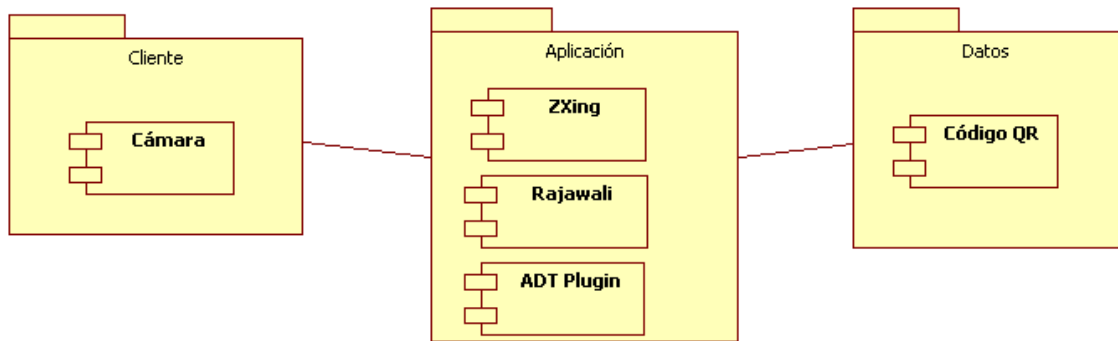 Cliente
Cámara
Aplicación
ZXing
Rajawali
ADT Plugin
Datos
Código QR